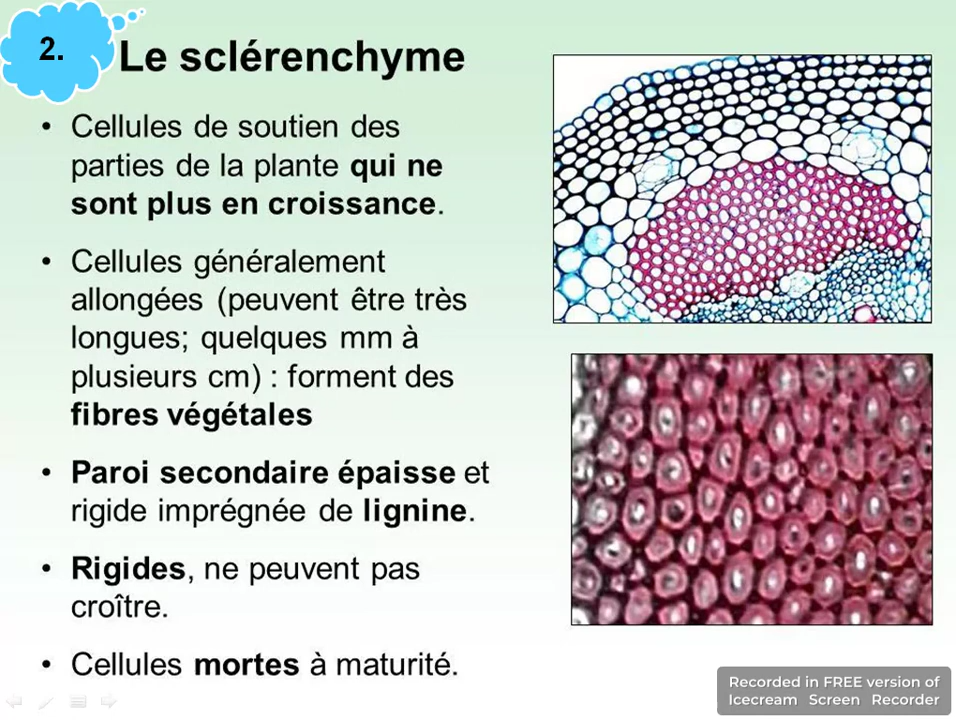 2.
Le sclérenchyme
• Cellules de soutien des
parties de la plante qui ne
sont plus en croissance.
• Cellules généralement
allongées (peuvent être très
longues; quelques mm à
plusieurs cm) : forment des
fibres végétales
• Paroi secondaire épaisse et
rigide imprégnée de lignine.
• Rigides, ne peuvent pas
croître.
• Cellules mortes à maturité.
Recorded in FREE version of
Icecream Screen Recorder